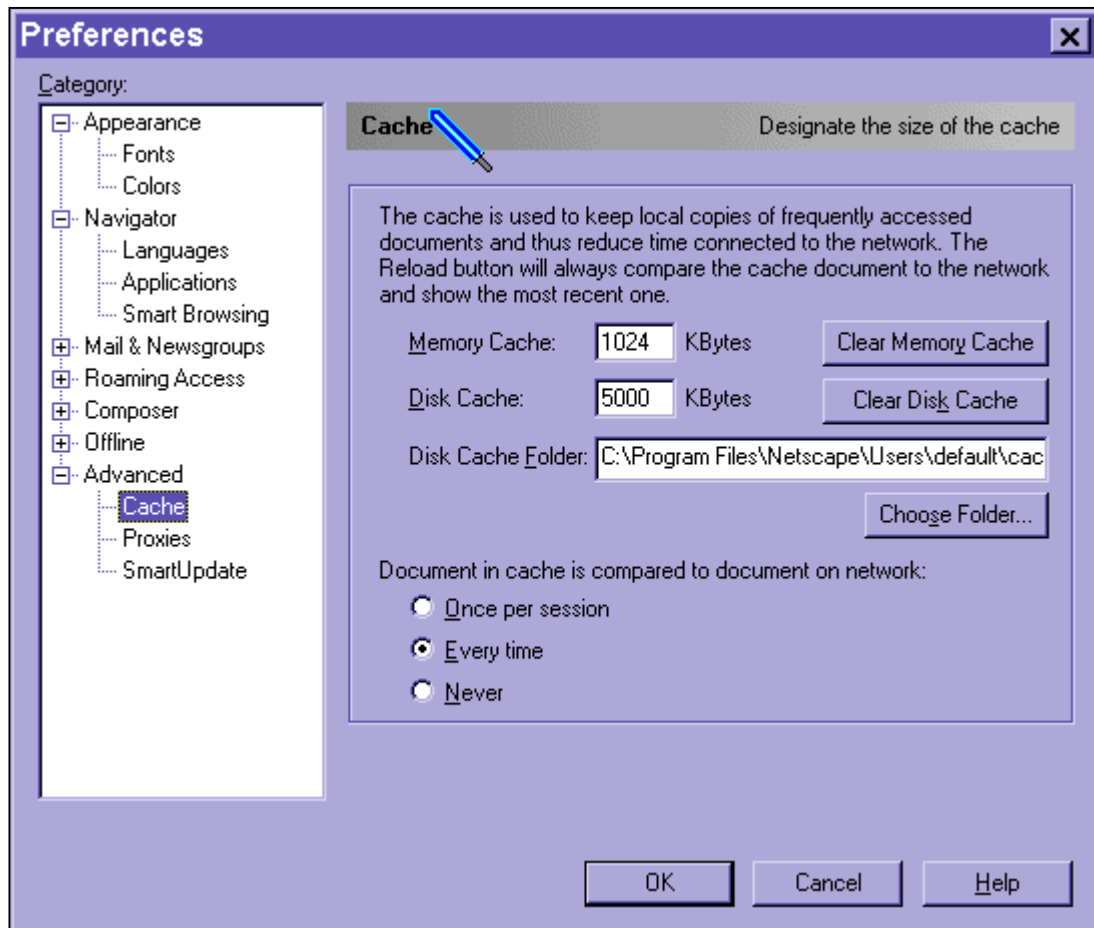 Preferences
Category:
Appearance
Fonts
Colors
Navigator
Languages
Applications
Smart Browsing
Mail & Newsgroups
Roaming Access
Composer
Offline
Advanced
Cache
Proxies
SmartUpdate
Cache Designate the size of the cache
The cache is used to keep local copies of frequently accessed
documents and thus reduce time connected to the network. The
Reload button will always compare the cache document to the network
and show the most recent one.
Memory Cache: 1024 KBytes Clear Memory Cache
Disk Cache: 5000 KBytes Clear Disk Cache
Disk Cache Folder: C:\Program Files\Netscape\Users\default\cac
Choose Folder...
Document in cache is compared to document on network:
Once per session
Every time
Never
OK Cancel Help